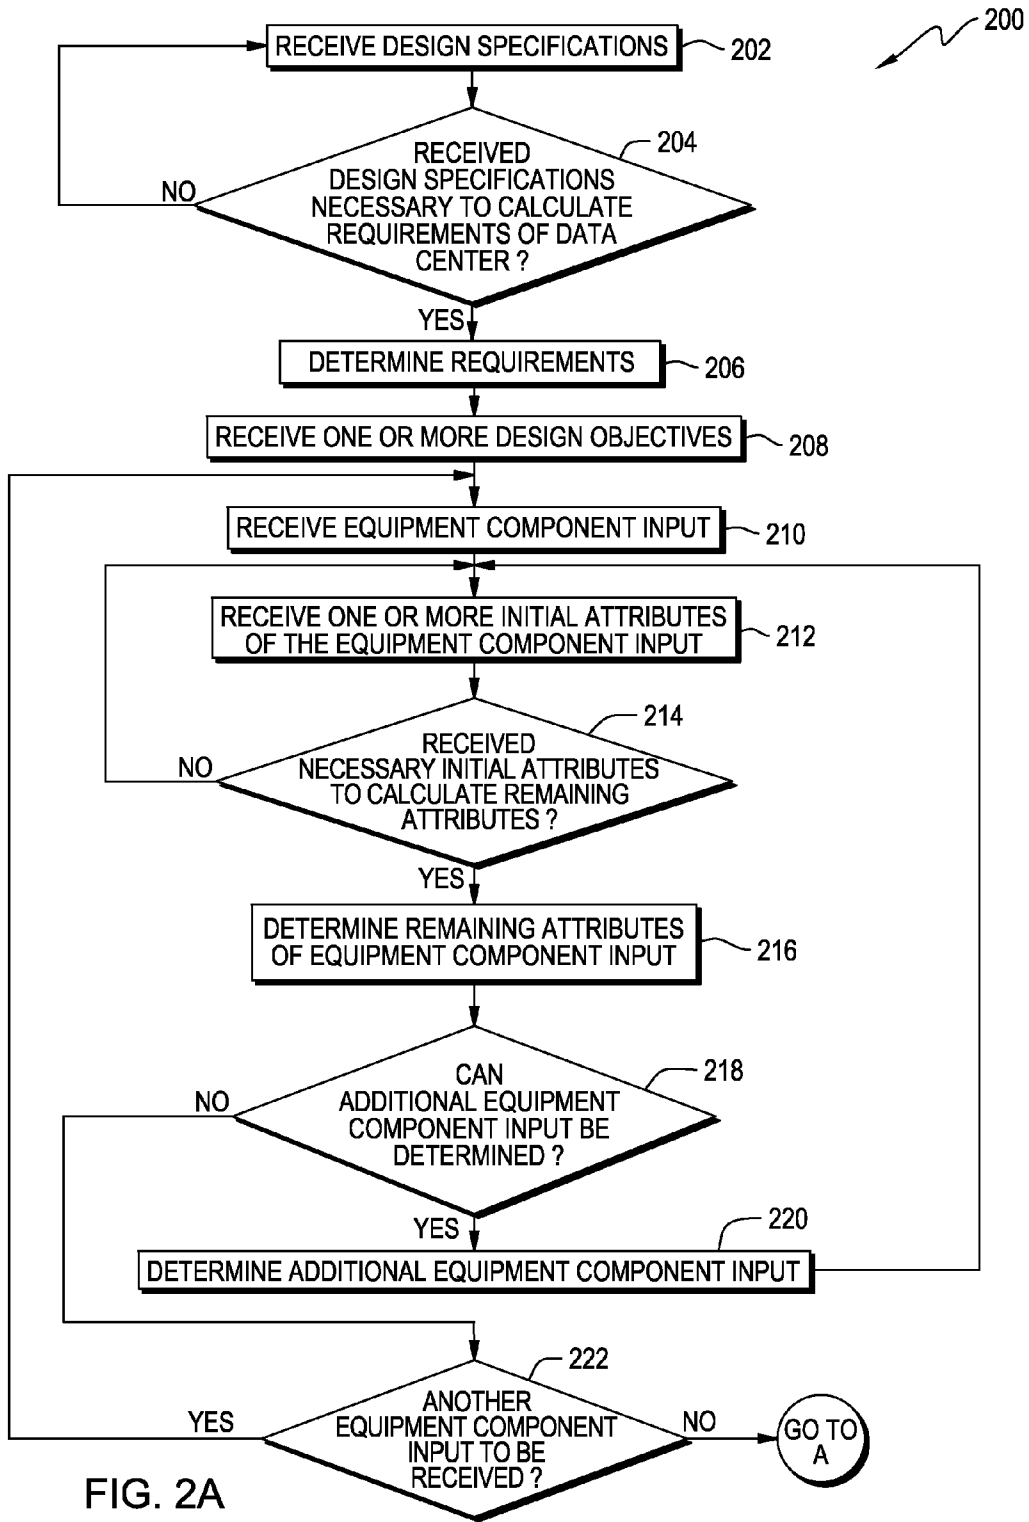 200
RECEIVE DESIGN SPECIFICATIONS
202
204
RECEIVED
DESIGN SPECIFICATIONS
NECESSARY TO CALCULATE
REQUIREMENTS OF DATA
CENTER ?
NO
YES
DETERMINE REQUIREMENTS
206
RECEIVE ONE OR MORE DESIGN OBJECTIVES
208
RECEIVE EQUIPMENT COMPONENT INPUT
210
RECEIVE ONE OR MORE INITIAL ATTRIBUTES
OF THE EQUIPMENT COMPONENT INPUT
212
214
RECEIVED
NECESSARY INITIAL ATTRIBUTES
TO CALCULATE REMAINING
ATTRIBUTES ?
NO
YES
DETERMINE REMAINING ATTRIBUTES
OF EQUIPMENT COMPONENT INPUT
216
218
CAN
ADDITIONAL EQUIPMENT
COMPONENT INPUT BE
DETERMINED ?
NO
YES
220
DETERMINE ADDITIONAL EQUIPMENT COMPONENT INPUT
222
ANOTHER
EQUIPMENT COMPONENT
INPUT TO BE
RECEIVED ?
YES
NO
GO TO
A
FIG. 2A